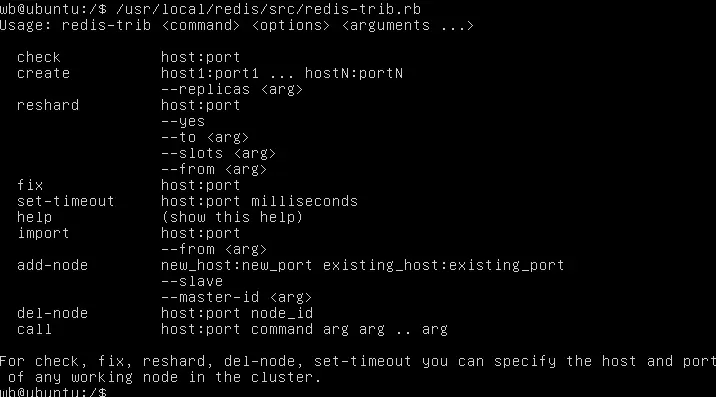 wb@ubuntu:/$ /usr/local/redis/src/redis-trib.rb
Usage: redis-trib <command> <options> <arguments ...>
check host:port
create host1:port1 ... hostN:portN
--replicas <arg>
reshard host:port
--yes
--to <arg>
--slots <arg>
--from <arg>
fix host:port
set-timeout host:port milliseconds
help (show this help)
import host:port
--from <arg>
add-node new_host:new_port existing_host:existing_port
--slave
--master-id <arg>
del-node host:port node_id
call host:port command arg arg .. arg
For check, fix, reshard, del-node, set-timeout you can specify the host and port
of any working node in the cluster.
wb@ubuntu:/$